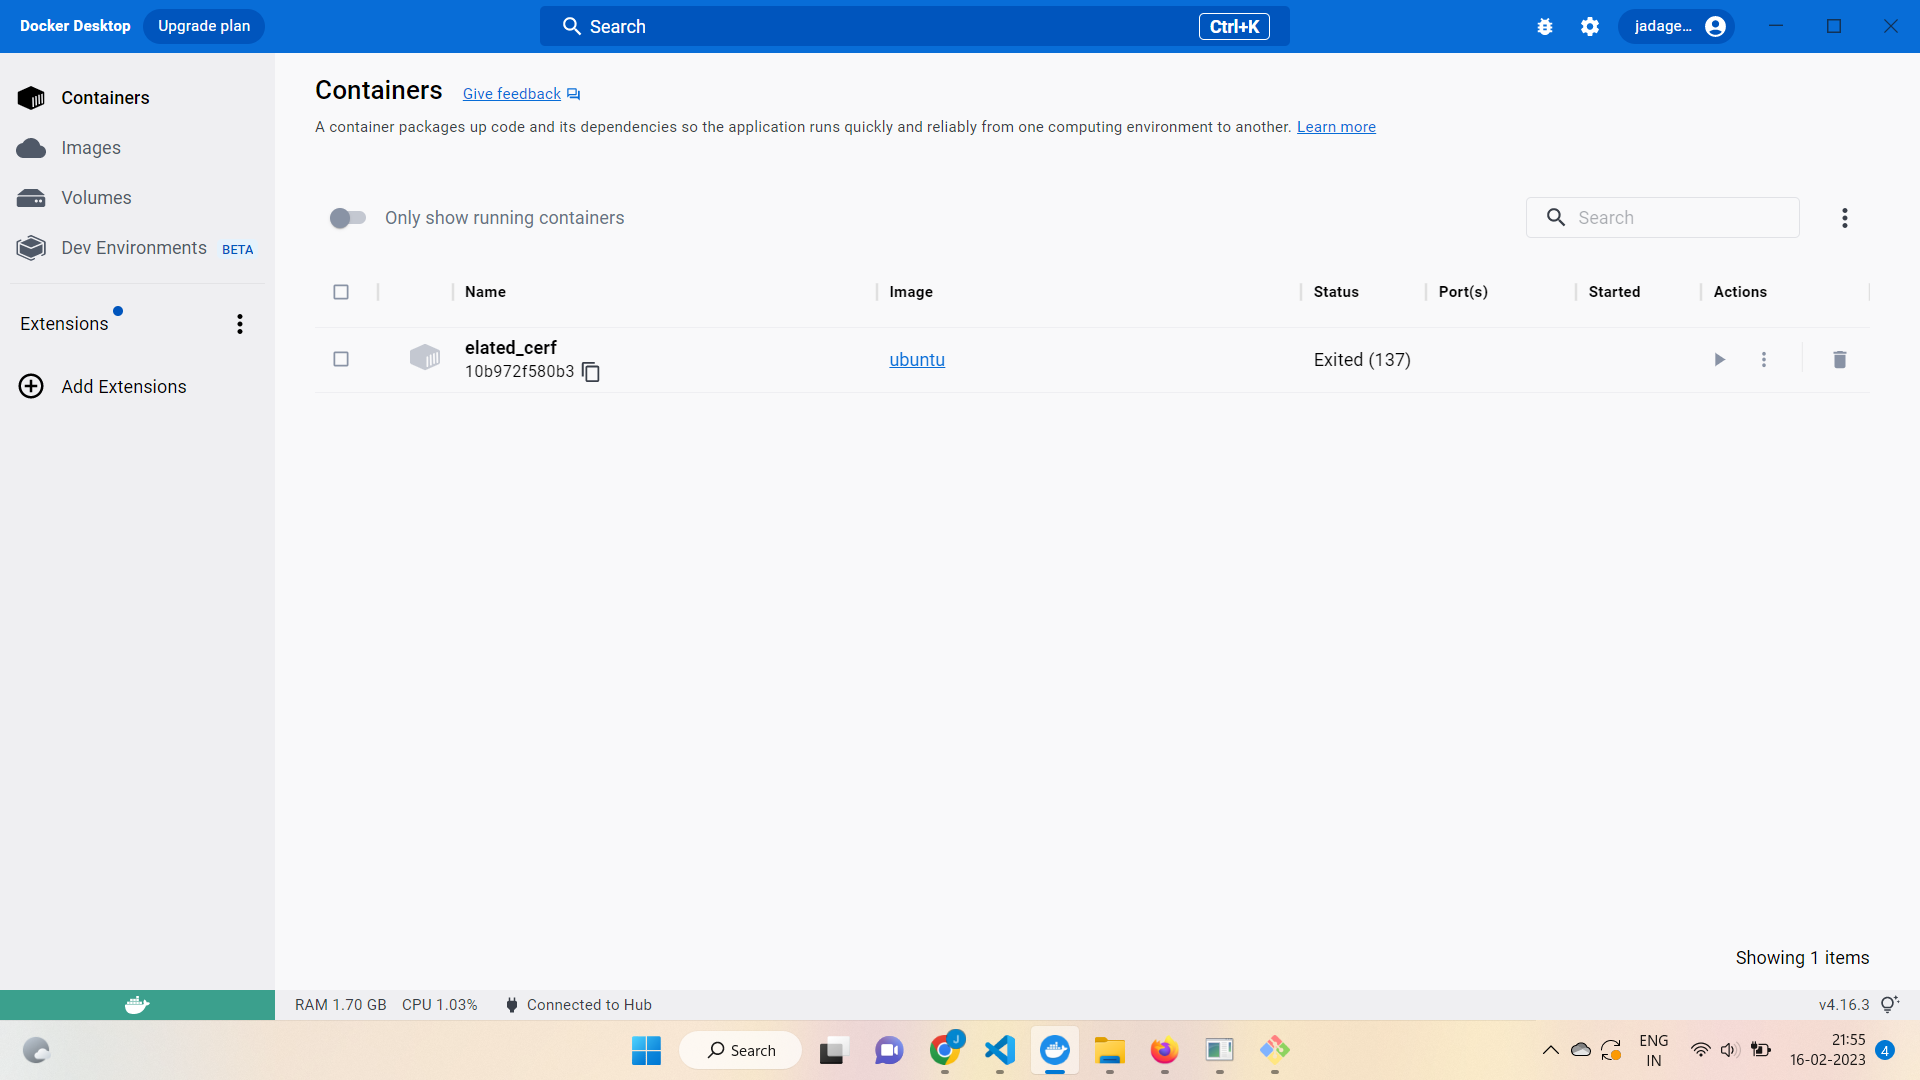 Docker Desktop
Upgrade plan
Search
Ctrl+K
jadage...
Containers
Images
Volumes
Dev Environments BETA
Extensions
Add Extensions
Containers
Give feedback
A container packages up code and its dependencies so the application runs quickly and reliably from one computing environment to another. Learn more
Only show running containers
Search
Name Image Status Port(s) Started Actions
elated_cerf
10b972f580b3
ubuntu
Exited (137)
Showing 1 items
RAM 1.70 GB CPU 1.03% Connected to Hub
v4.16.3
Search
J
ENG
IN
21:55
16-02-2023
4